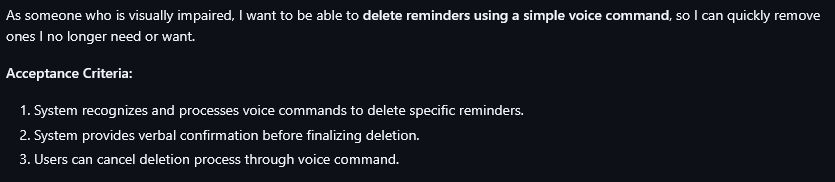 As someone who is visually impaired, I want to be able to delete reminders using a simple voice command, so I can quickly remove
ones I no longer need or want.
Acceptance Criteria:
1. System recognizes and processes voice commands to delete specific reminders.
2. System provides verbal confirmation before finalizing deletion.
3. Users can cancel deletion process through voice command.